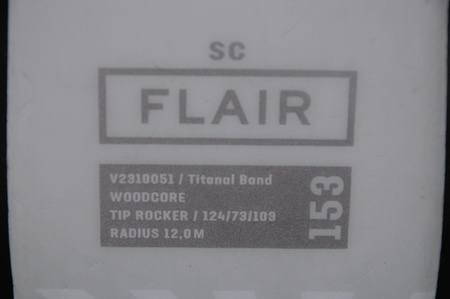 SC
FLAIR
V2310051 / Titanal Band
WOODCORE
TIP ROCKER / 124/73/103
RADIUS 12,0 M
153